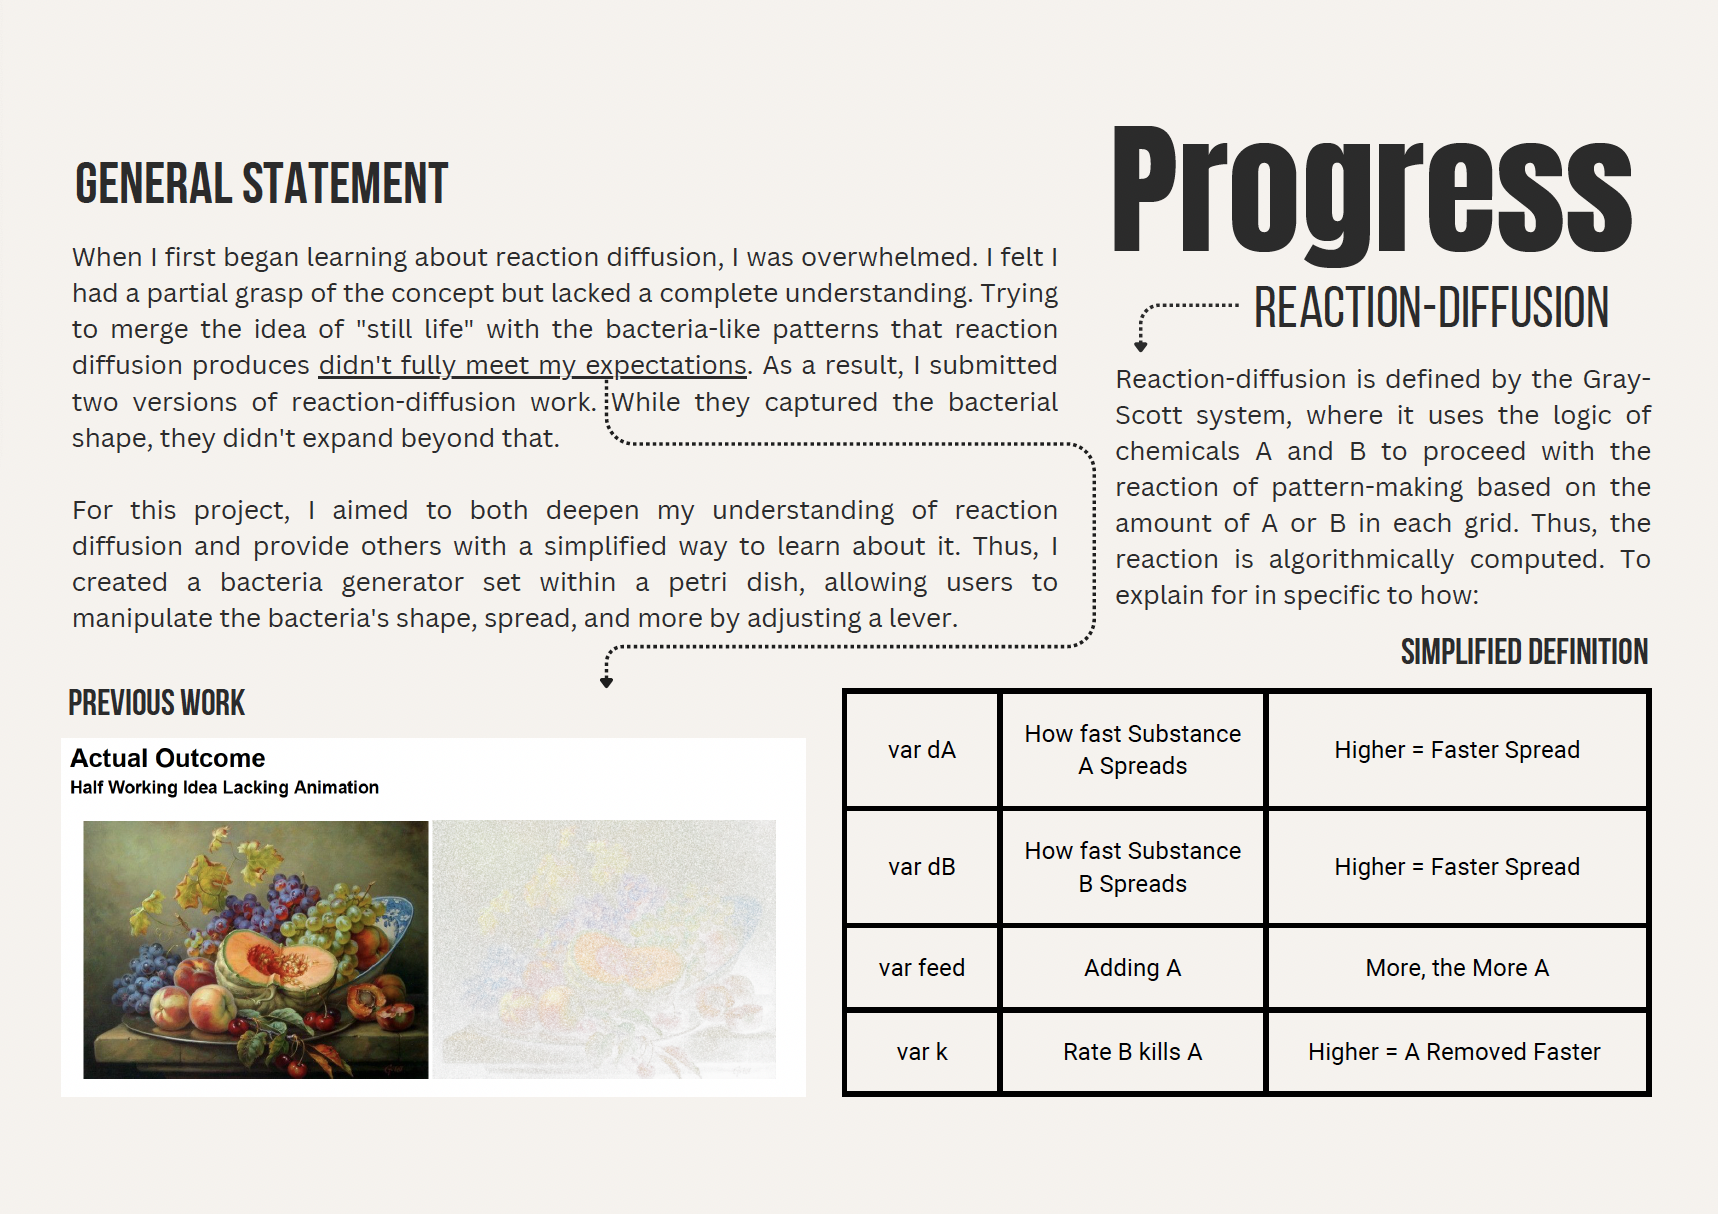 GENERAL STATEMENT
When I first began learning about reaction diffusion, I was overwhelmed. I felt I
had a partial grasp of the concept but lacked a complete understanding. Trying
to merge the idea of "still life" with the bacteria-like patterns that reaction
diffusion produces didn't fully meet my expectations. As a result, I submitted
two versions of reaction-diffusion work. While they captured the bacterial
shape, they didn't expand beyond that.
For this project, I aimed to both deepen my understanding of reaction
diffusion and provide others with a simplified way to learn about it. Thus, I
created a bacteria generator set within a petri dish, allowing users to
manipulate the bacteria's shape, spread, and more by adjusting a lever.
Progress
REACTION-DIFFUSION
Reaction-diffusion is defined by the Gray-
Scott system, where it uses the logic of
chemicals A and B to proceed with the
reaction of pattern-making based on the
amount of A or B in each grid. Thus, the
reaction is algorithmically computed. To
explain for in specific to how:
PREVIOUS WORK
Actual Outcome
Half Working Idea Lacking Animation
SIMPLIFIED DEFINITION
var dA
How fast Substance
A Spreads
Higher = Faster Spread
var dB
How fast Substance
B Spreads
Higher = Faster Spread
var feed
Adding A
More, the More A
var k
Rate B kills A
Higher = A Removed Faster